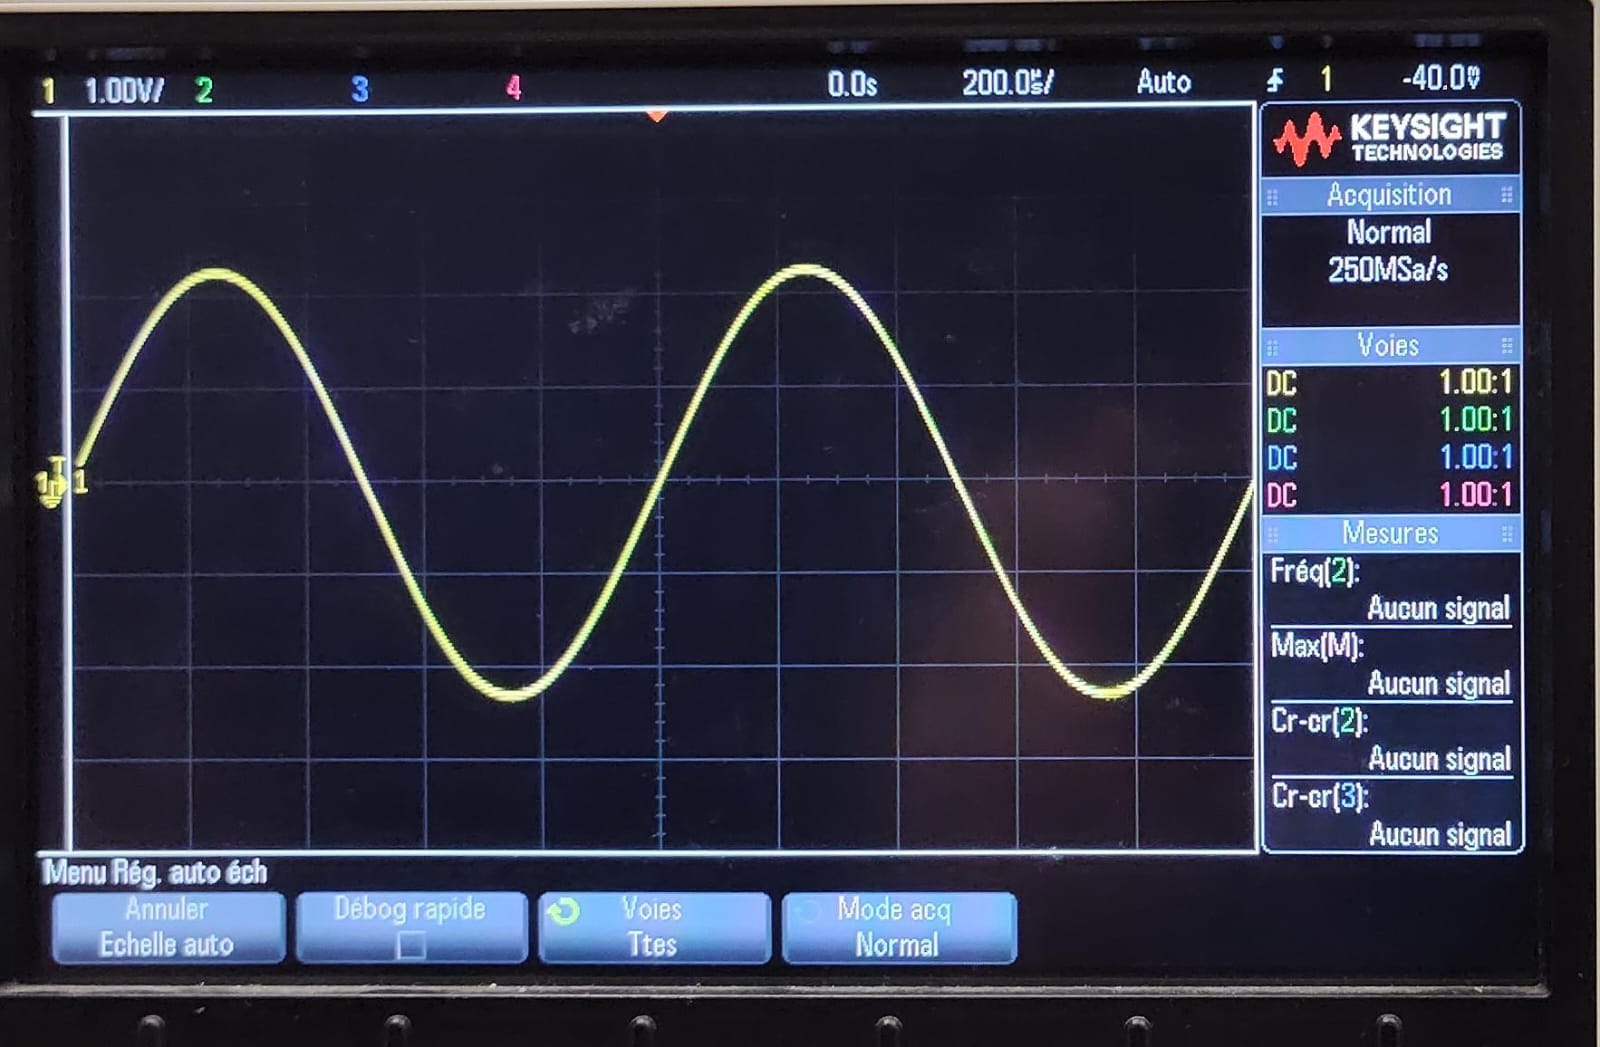 1 1.00V/ 2 3 4 0.0s 200.0µs/ Auto 1 -40.0V
KEYSIGHT
TECHNOLOGIES
Acquisition
Normal
250MSa/s
Voies
DC 1.00:1
DC 1.00:1
DC 1.00:1
DC 1.00:1
Mesures
Fréq(2):
Aucun signal
Max(M):
Aucun signal
Cr-cr(2):
Aucun signal
Cr-cr(3):
Aucun signal
1
Menu Rég. auto éch
Annuler
Echelle auto
Débog rapide
Voies
Ttes
Mode acq
Normal